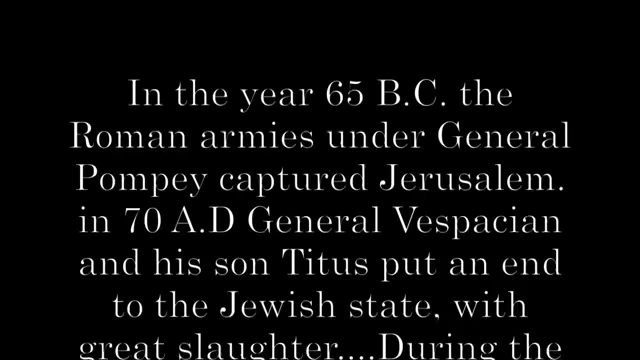 In the year 65 B.C. the
Roman armies under General
Pompey captured Jerusalem.
in 70 A.D General Vespacian
and his son Titus put an end
to the Jewish state, with
great slaughter....During the